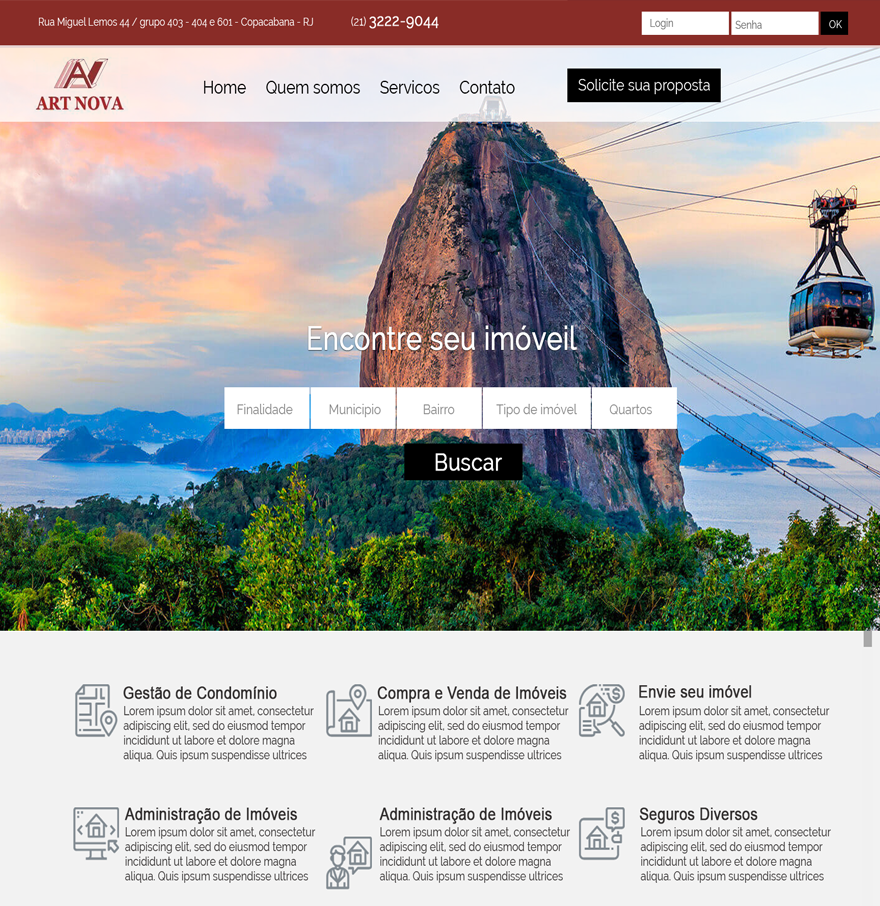 Rua Miguel Lemos 44 / grupo 403 - 404 e 601 - Copacabana - RJ
(21) 3222-9044
Login
Senha
OK
ART NOVA
Home
Quem somos
Servicos
Contato
Solicite sua proposta
Encontre seu imóveil
Finalidade
Municipio
Bairro
Tipo de imóvel
Quartos
Buscar
Gestão de Condomínio
Lorem ipsum dolor sit amet, consectetur
adipiscing elit, sed do eiusmod tempor
incididunt ut labore et dolore magna
aliqua. Quis ipsum suspendisse ultrices
Compra e Venda de Imóveis
Lorem ipsum dolor sit amet, consectetur
adipiscing elit, sed do eiusmod tempor
incididunt ut labore et dolore magna
aliqua. Quis ipsum suspendisse ultrices
Envie seu imóvel
Lorem ipsum dolor sit amet, consectetur
adipiscing elit, sed do eiusmod tempor
incididunt ut labore et dolore magna
aliqua. Quis ipsum suspendisse ultrices
Administração de Imóveis
Lorem ipsum dolor sit amet, consectetur
adipiscing elit, sed do eiusmod tempor
incididunt ut labore et dolore magna
aliqua. Quis ipsum suspendisse ultrices
Administração de Imóveis
Lorem ipsum dolor sit amet, consectetur
adipiscing elit, sed do eiusmod tempor
incididunt ut labore et dolore magna
aliqua. Quis ipsum suspendisse ultrices
Seguros Diversos
Lorem ipsum dolor sit amet, consectetur
adipiscing elit, sed do eiusmod tempor
incididunt ut labore et dolore magna
aliqua. Quis ipsum suspendisse ultrices